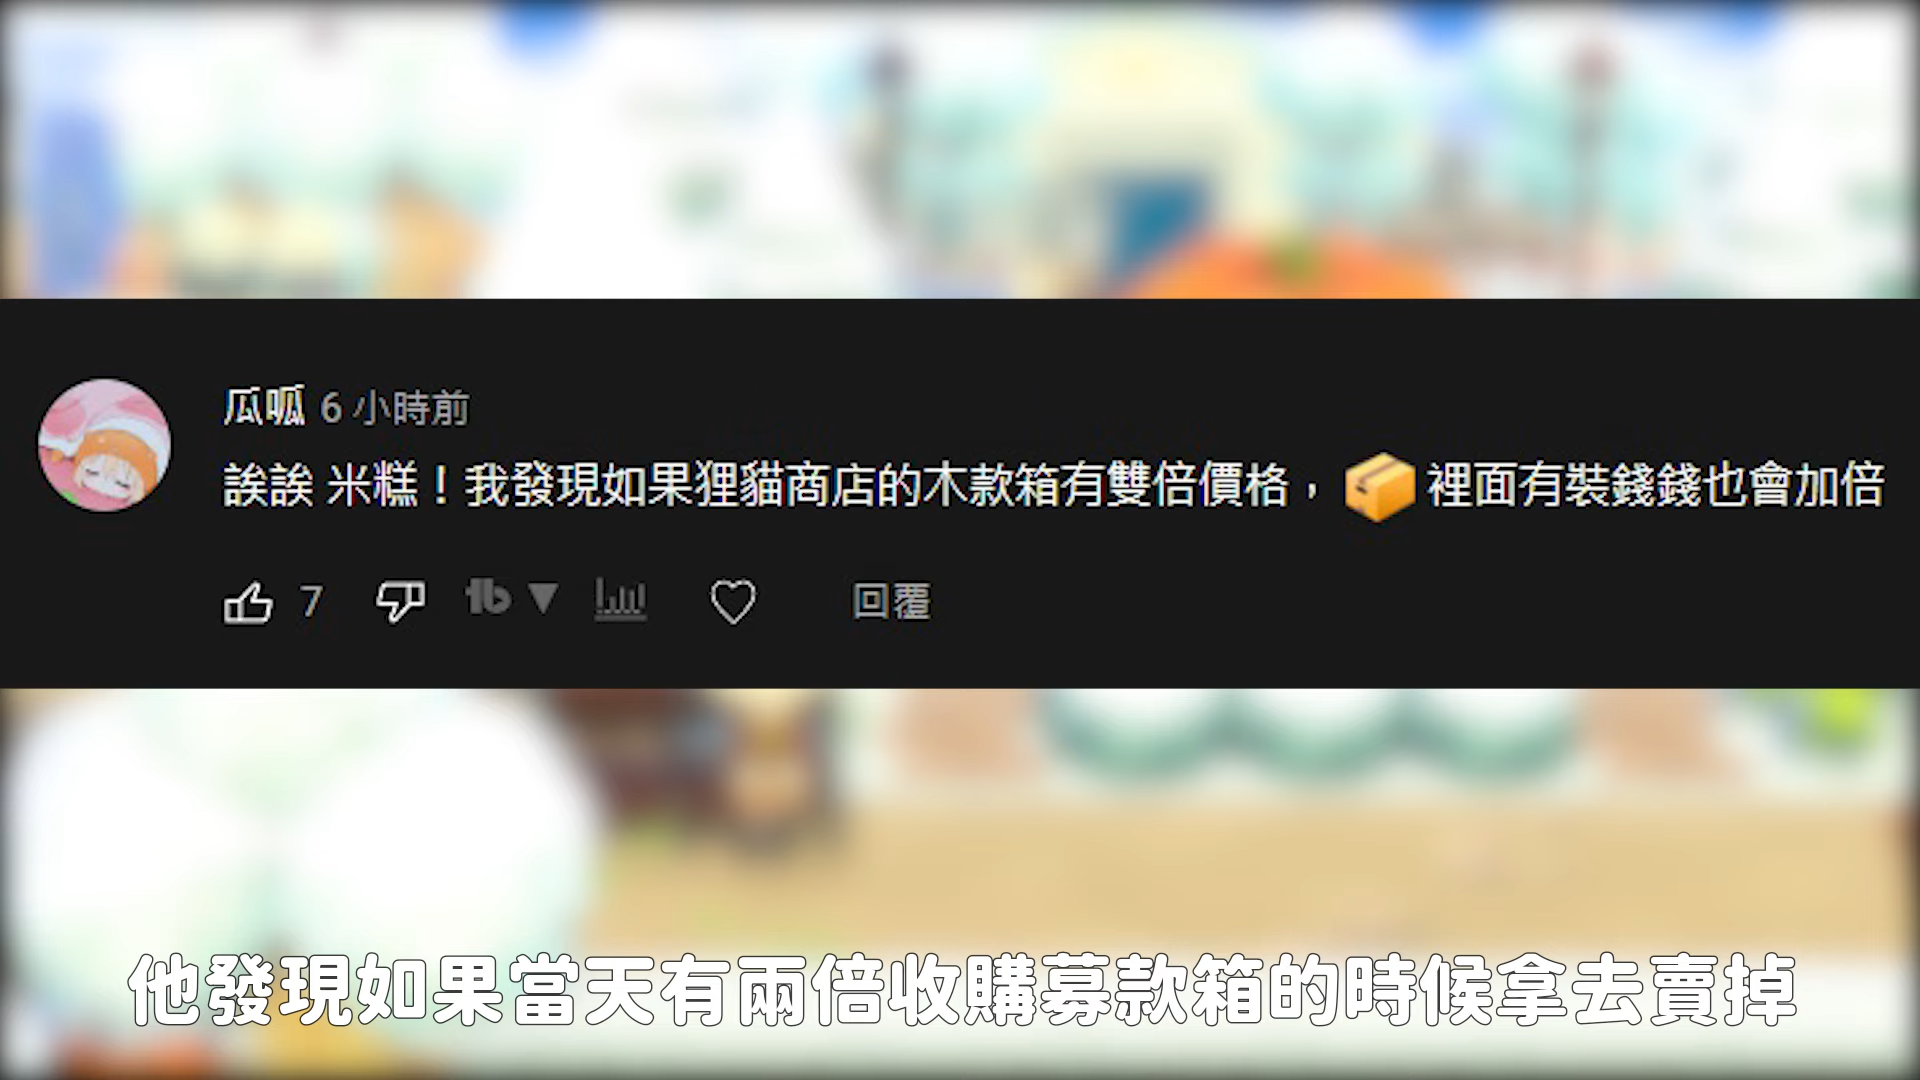 瓜呱 6 小時前
誒誒 米糕！我發現如果狸貓商店的木款箱有雙倍價格，📦裡面有裝錢錢也會加倍
7 回覆
他發現如果當天有兩倍收購募款箱的時候拿去賣掉